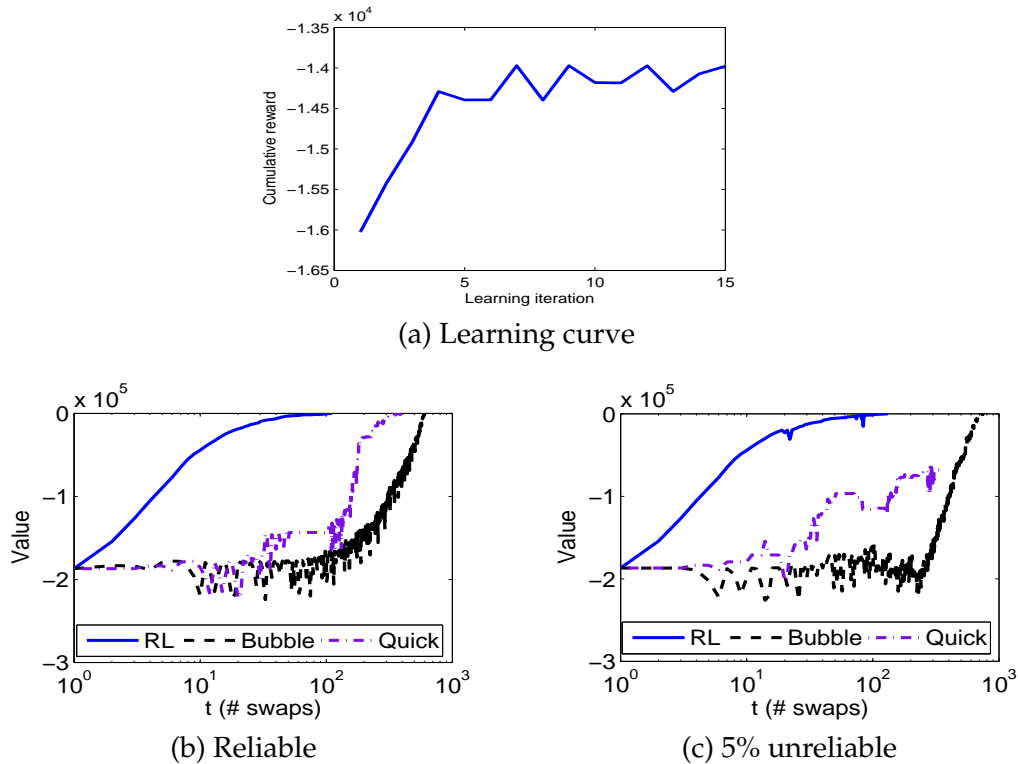 x 10^4
−1.35
−1.4
−1.45
−1.5
−1.55
−1.6
−1.65
Cumulative reward
0 5 10 15
Learning iteration
(a) Learning curve
x 10^5
0
−1
−2
−3
Value
RL Bubble Quick
10^0 10^1 10^2 10^3
t (# swaps)
(b) Reliable
x 10^5
0
−1
−2
−3
Value
RL Bubble Quick
10^0 10^1 10^2 10^3
t (# swaps)
(c) 5% unreliable